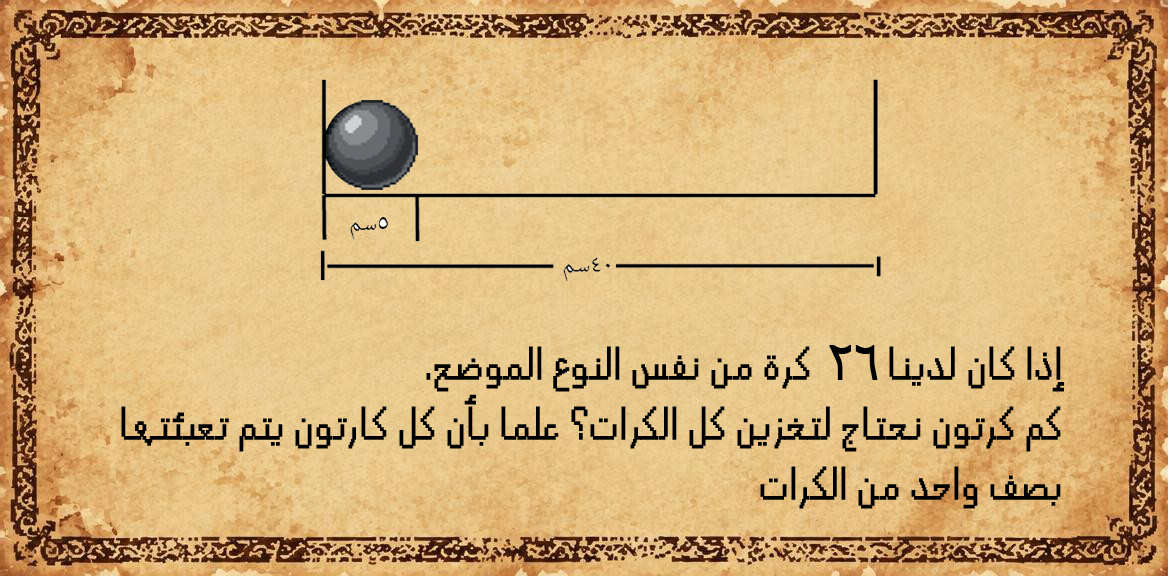 ٥سم
٤٠سم
إذا كان لدينا ٢٦ كرة من نفس النوع الموضح.
كم كرتون نحتاج لتخزين كل الكرات؟ علما بأن كل كارتون يتم تعبئتها
بصف واحد من الكرات